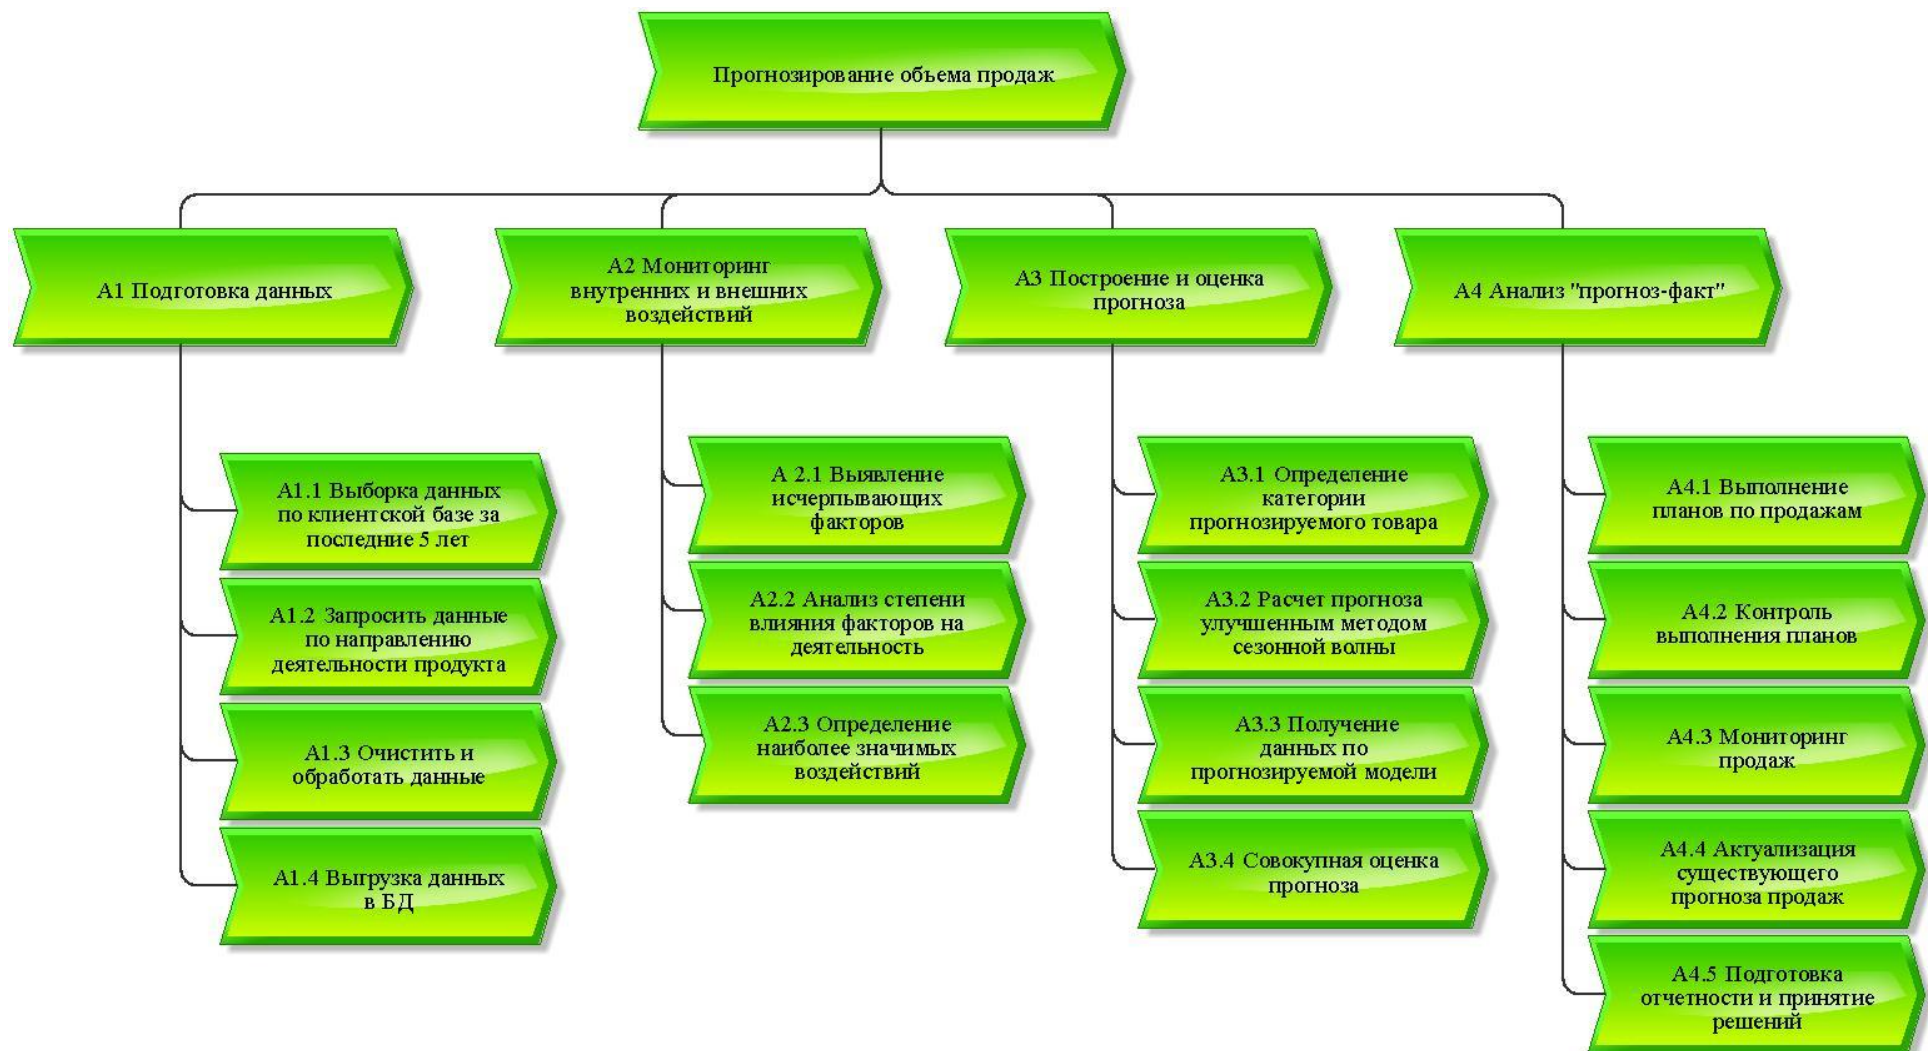 Прогнозирование объема продаж
А1 Подготовка данных
А2 Мониторинг
внутренних и внешних
воздействий
А3 Построение и оценка
прогноза
А4 Анализ "прогноз-факт"
А1.1 Выборка данных
по клиентской базе за
последние 5 лет
А1.2 Запросить данные
по направлению
деятельности продукта
А1.3 Очистить и
обработать данные
А1.4 Выгрузка данных
в БД
А 2.1 Выявление
исчерпывающих
факторов
А2.2 Анализ степени
влияния факторов на
деятельность
А2.3 Определение
наиболее значимых
воздействий
А3.1 Определение
категории
прогнозируемого товара
А3.2 Расчет прогноза
улучшенным методом
сезонной волны
А3.3 Получение
данных по
прогнозируемой модели
А3.4 Совокупная оценка
прогноза
А4.1 Выполнение
планов по продажам
А4.2 Контроль
выполнения планов
А4.3 Мониторинг
продаж
А4.4 Актуализация
существующего
прогноза продаж
А4.5 Подготовка
отчетности и принятие
решений